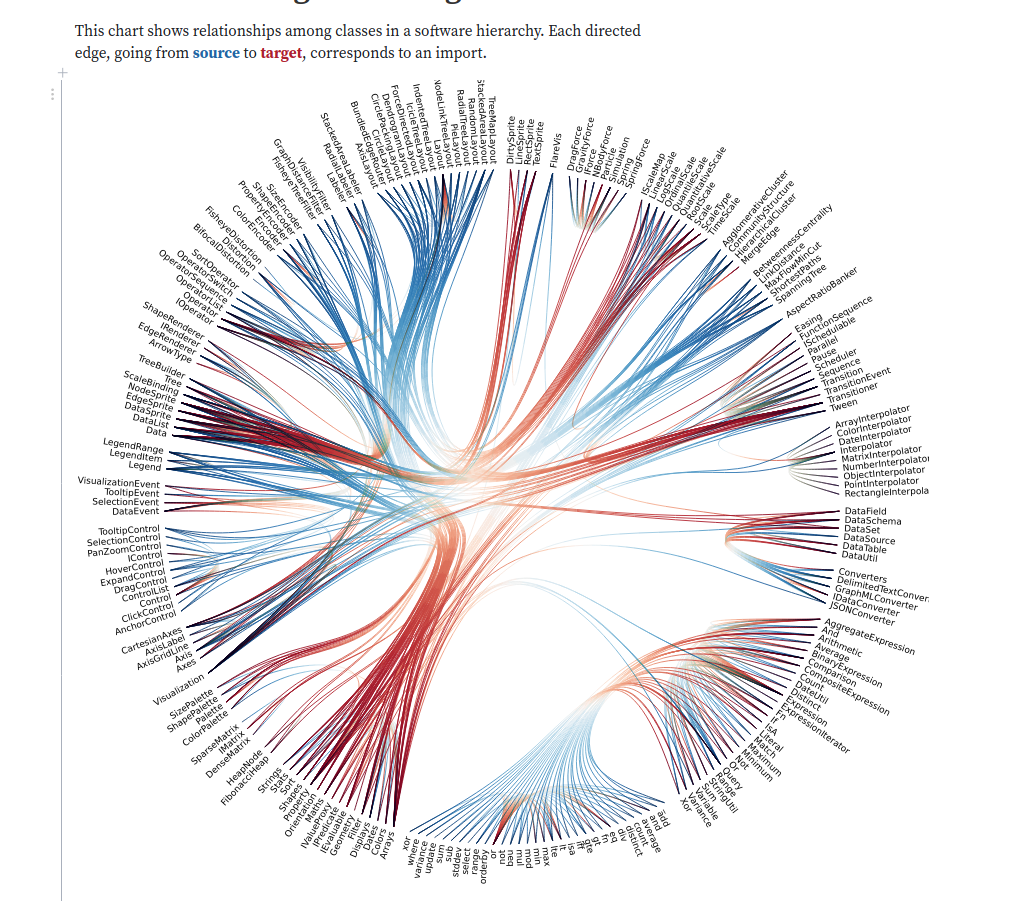 This chart shows relationships among classes in a software hierarchy. Each directed
edge, going from source to target, corresponds to an import.
DirtySprite
LineSprite
RectSprite
TextSprite
FlareVis
DragForce
GravityForce
IForce
NBodyForce
Particle
Simulation
Spring
SpringForce
IScaleMap
LinearScale
LogScale
OrdinalScale
QuantileScale
QuantitativeScale
RootScale
Scale
ScaleType
TimeScale
AgglomerativeCluster
CommunityStructure
HierarchicalCluster
MergeEdge
BetweennessCentrality
LinkDistance
MaxFlowMinCut
ShortestPaths
SpanningTree
AspectRatioBanker
Easing
FunctionSequence
ISchedulable
Parallel
Pause
Scheduler
Sequence
Transition
TransitionEvent
Transitioner
Tween
ArrayInterpolator
ColorInterpolator
DateInterpolator
Interpolator
MatrixInterpolator
NumberInterpolator
ObjectInterpolator
PointInterpolator
RectangleInterpola
DataField
DataSchema
DataSet
DataSource
DataTable
DataUtil
Converters
DelimitedTextConver
GraphMLConverter
IDataConverter
JSONConverter
AggregateExpression
And
Arithmetic
Average
BinaryExpression
Comparison
CompositeExpression
Count
DateUtil
Distinct
Expression
ExpressionIterator
Fn
If
IsA
Literal
Match
Maximum
Minimum
Not
Or
Query
Range
StringUtil
Sum
Variable
Variance
Xor
add
and
average
count
distinct
div
eq
fn
gt
gte
iff
isa
lt
lte
max
min
mod
mul
neu
not
or
orderby
range
select
stddev
sub
sum
update
variance
where
xor
Arrays
Colors
Dates
Displays
Filter
Geometry
IEvaluable
IPredicate
IValueProxy
Maths
Orientation
Property
Shapes
Sort
Stats
Strings
FibonacciHeap
HeapNode
DenseMatrix
IMatrix
SparseMatrix
ColorPalette
Palette
ShapePalette
SizePalette
Visualization
Axes
Axis
AxisGridLine
AxisLabel
CartesianAxes
AnchorControl
ClickControl
Control
ControlList
DragControl
ExpandControl
HoverControl
IControl
PanZoomControl
SelectionControl
TooltipControl
DataEvent
SelectionEvent
TooltipEvent
VisualizationEvent
Legend
LegendItem
LegendRange
Data
DataList
DataSprite
EdgeSprite
NodeSprite
ScaleBinding
Tree
TreeBuilder
ArrowType
EdgeRenderer
IRenderer
ShapeRenderer
IOperator
Operator
OperatorList
OperatorSequence
OperatorSwitch
SortOperator
BifocalDistortion
Distortion
FisheyeDistortion
ColorEncoder
Encoder
PropertyEncoder
ShapeEncoder
SizeEncoder
FisheyeTreeFilter
GraphDistanceFilter
VisibilityFilter
Labeler
RadialLabeler
StackedAreaLabeler
AxisLayout
BundledEdgeRouter
CircleLayout
CirclePackingLayout
DendrogramLayout
ForceDirectedLayout
IcicleTreeLayout
IndentedTreeLayout
Layout
NodeLinkTreeLayout
PieLayout
RadialTreeLayout
RandomLayout
StackedAreaLayout
TreeMapLayout